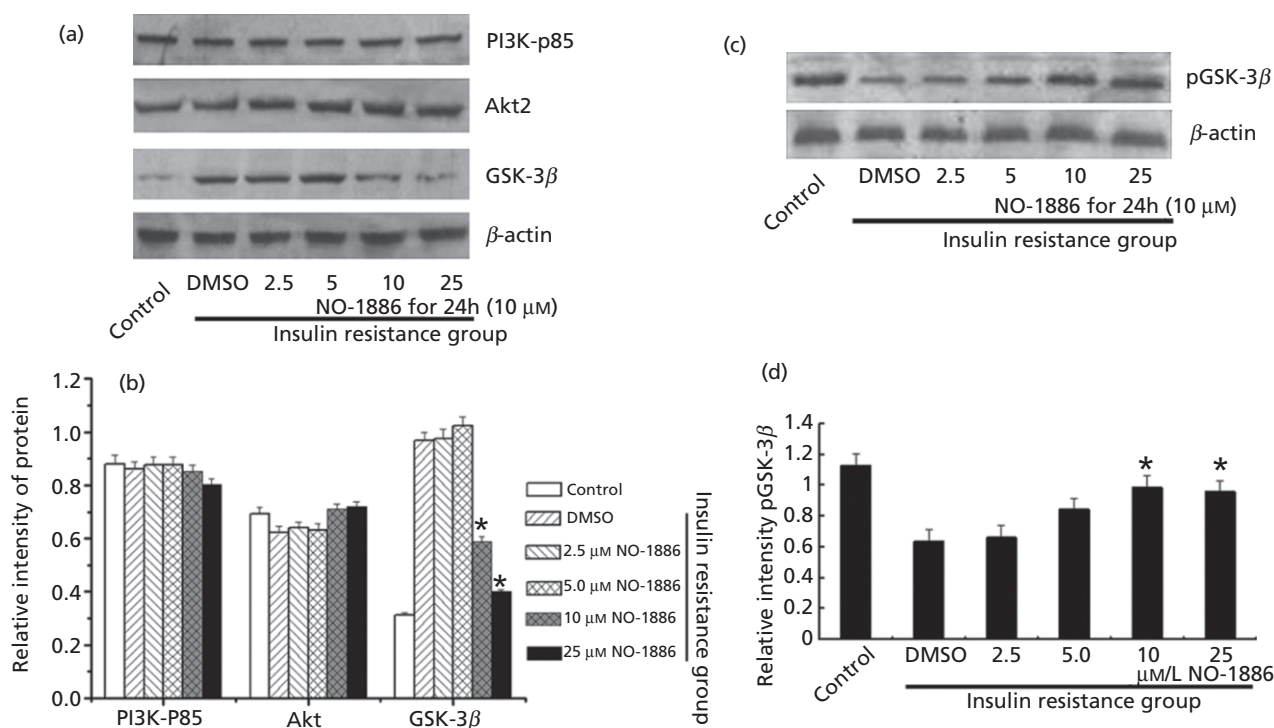 (a)
PI3K-p85
Akt2
GSK-3β
β-actin
Control
DMSO 2.5 5 10 25
NO-1886 for 24h (10 μM)
Insulin resistance group
(c)
pGSK-3β
β-actin
Control
DMSO 2.5 5 10 25
NO-1886 for 24h (10 μM)
Insulin resistance group
(b)
Relative intensity of protein
1.2
1.0
0.8
0.6
0.4
0.2
0.0
PI3K-P85 Akt GSK-3β
* *
Control
DMSO
2.5 μM NO-1886
5.0 μM NO-1886
10 μM NO-1886
25 μM NO-1886
Insulin resistance group
(d)
Relative intensity pGSK-3β
1.4
1.2
1
0.8
0.6
0.4
0.2
0
* *
Control
DMSO 2.5 5.0 10 25
μM/L NO-1886
Insulin resistance group